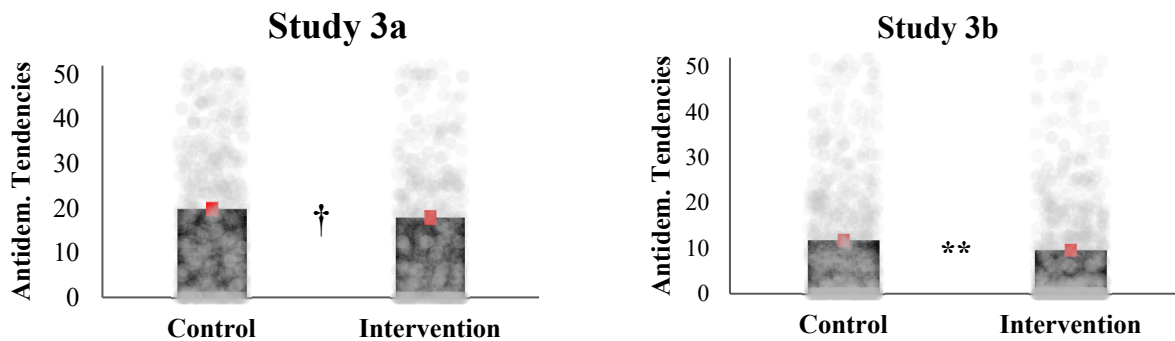 Study 3a
Antidem. Tendencies
50
40
30
20
10
0
†
Control
Intervention
Study 3b
Antidem. Tendencies
50
40
30
20
10
0
**
Control
Intervention